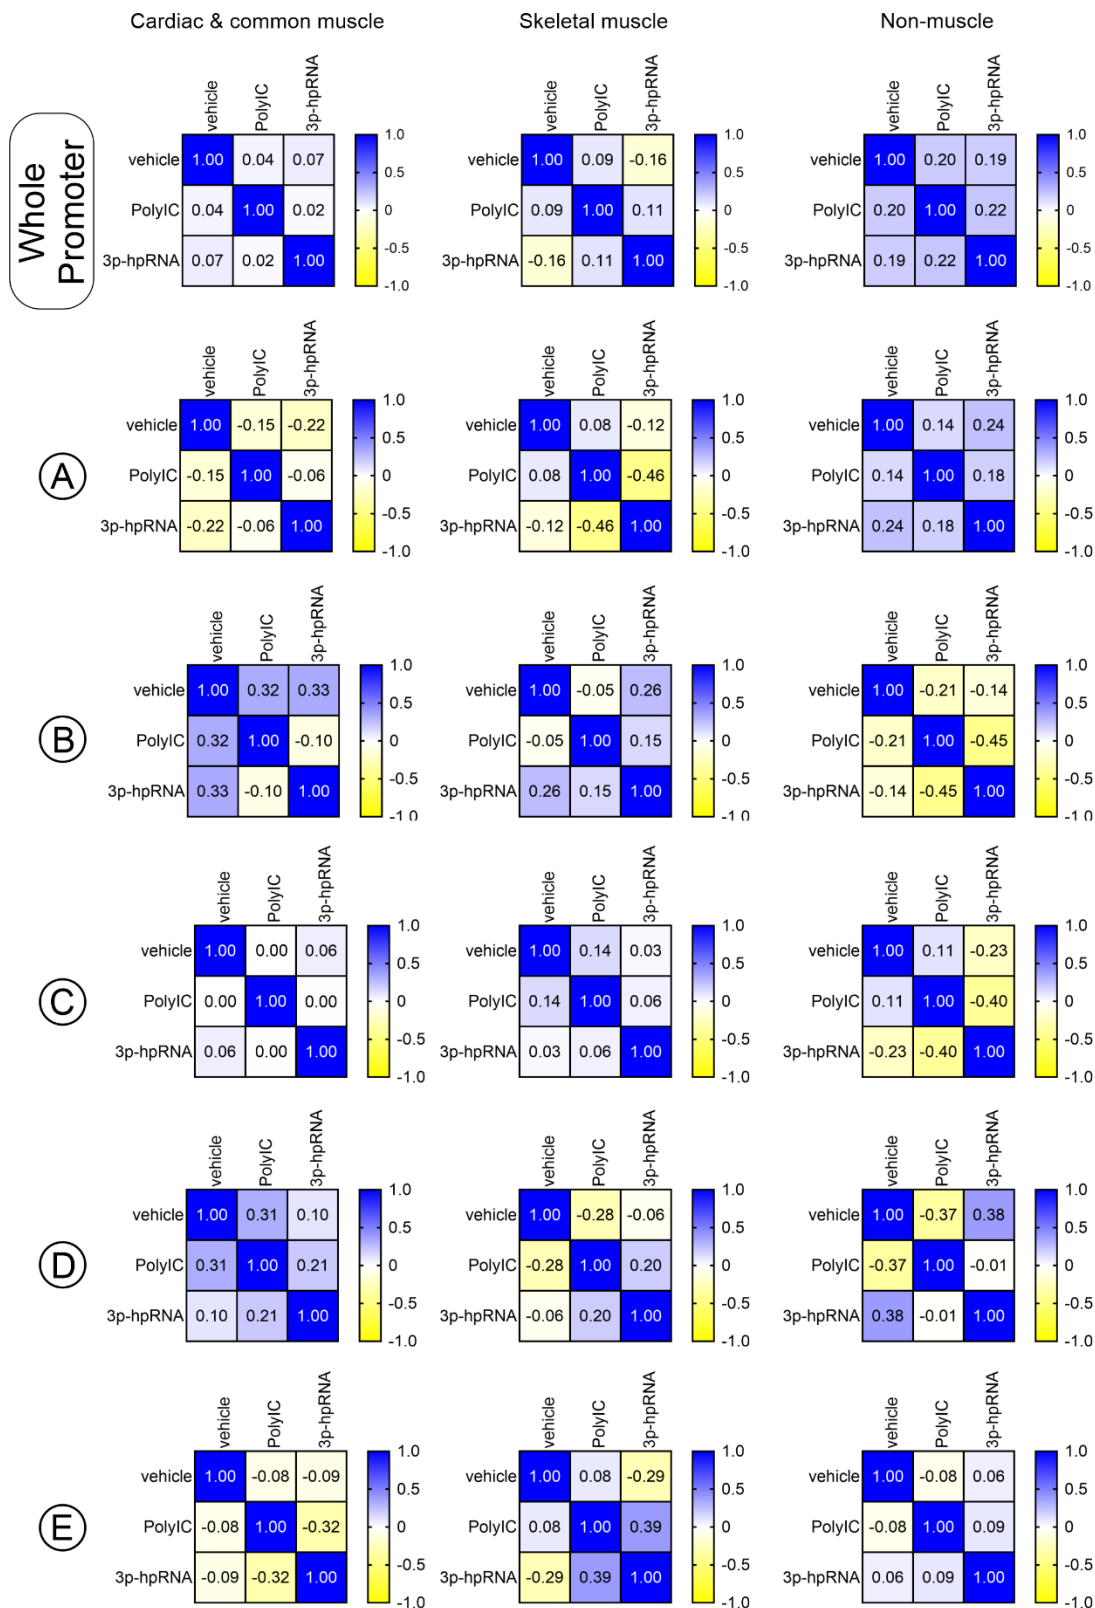 Cardiac & common muscle
Skeletal muscle
Non-muscle
Whole
Promoter
vehicle PolyIC 3p-hpRNA
vehicle 1.00 0.04 0.07
PolyIC 0.04 1.00 0.02
3p-hpRNA 0.07 0.02 1.00
1.0
0.5
0
-0.5
-1.0
vehicle PolyIC 3p-hpRNA
vehicle 1.00 0.09 -0.16
PolyIC 0.09 1.00 0.11
3p-hpRNA -0.16 0.11 1.00
1.0
0.5
0
-0.5
-1.0
vehicle PolyIC 3p-hpRNA
vehicle 1.00 0.20 0.19
PolyIC 0.20 1.00 0.22
3p-hpRNA 0.19 0.22 1.00
1.0
0.5
0
-0.5
-1.0
A
vehicle PolyIC 3p-hpRNA
vehicle 1.00 -0.15 -0.22
PolyIC -0.15 1.00 -0.06
3p-hpRNA -0.22 -0.06 1.00
1.0
0.5
0
-0.5
-1.0
vehicle PolyIC 3p-hpRNA
vehicle 1.00 0.08 -0.12
PolyIC 0.08 1.00 -0.46
3p-hpRNA -0.12 -0.46 1.00
1.0
0.5
0
-0.5
-1.0
vehicle PolyIC 3p-hpRNA
vehicle 1.00 0.14 0.24
PolyIC 0.14 1.00 0.18
3p-hpRNA 0.24 0.18 1.00
1.0
0.5
0
-0.5
-1.0
B
vehicle PolyIC 3p-hpRNA
vehicle 1.00 0.32 0.33
PolyIC 0.32 1.00 -0.10
3p-hpRNA 0.33 -0.10 1.00
1.0
0.5
0
-0.5
-1.0
vehicle PolyIC 3p-hpRNA
vehicle 1.00 -0.05 0.26
PolyIC -0.05 1.00 0.15
3p-hpRNA 0.26 0.15 1.00
1.0
0.5
0
-0.5
-1.0
vehicle PolyIC 3p-hpRNA
vehicle 1.00 -0.21 -0.14
PolyIC -0.21 1.00 -0.45
3p-hpRNA -0.14 -0.45 1.00
1.0
0.5
0
-0.5
-1.0
C
vehicle PolyIC 3p-hpRNA
vehicle 1.00 0.00 0.06
PolyIC 0.00 1.00 0.00
3p-hpRNA 0.06 0.00 1.00
1.0
0.5
0
-0.5
-1.0
vehicle PolyIC 3p-hpRNA
vehicle 1.00 0.14 0.03
PolyIC 0.14 1.00 0.06
3p-hpRNA 0.03 0.06 1.00
1.0
0.5
0
-0.5
-1.0
vehicle PolyIC 3p-hpRNA
vehicle 1.00 0.11 -0.23
PolyIC 0.11 1.00 -0.40
3p-hpRNA -0.23 -0.40 1.00
1.0
0.5
0
-0.5
-1.0
D
vehicle PolyIC 3p-hpRNA
vehicle 1.00 0.31 0.10
PolyIC 0.31 1.00 0.21
3p-hpRNA 0.10 0.21 1.00
1.0
0.5
0
-0.5
-1.0
vehicle PolyIC 3p-hpRNA
vehicle 1.00 -0.28 -0.06
PolyIC -0.28 1.00 0.20
3p-hpRNA -0.06 0.20 1.00
1.0
0.5
0
-0.5
-1.0
vehicle PolyIC 3p-hpRNA
vehicle 1.00 -0.37 0.38
PolyIC -0.37 1.00 -0.01
3p-hpRNA 0.38 -0.01 1.00
1.0
0.5
0
-0.5
-1.0
E
vehicle PolyIC 3p-hpRNA
vehicle 1.00 -0.08 -0.09
PolyIC -0.08 1.00 -0.32
3p-hpRNA -0.09 -0.32 1.00
1.0
0.5
0
-0.5
-1.0
vehicle PolyIC 3p-hpRNA
vehicle 1.00 0.08 -0.29
PolyIC 0.08 1.00 0.39
3p-hpRNA -0.29 0.39 1.00
1.0
0.5
0
-0.5
-1.0
vehicle PolyIC 3p-hpRNA
vehicle 1.00 -0.08 0.06
PolyIC -0.08 1.00 0.09
3p-hpRNA 0.06 0.09 1.00
1.0
0.5
0
-0.5
-1.0